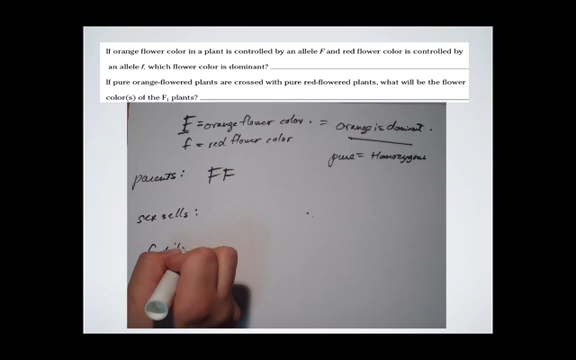 If orange flower color in a plant is controlled by an allele F and red flower color is controlled by
an allele f, which flower color is dominant?
If pure orange-flowered plants are crossed with pure red-flowered plants, what will be the flower
color(s) of the F₁ plants?
F = orange flower color. = orange is dominant.
f = red flower color
pure = Homozygous
parents: FF
sex sells: